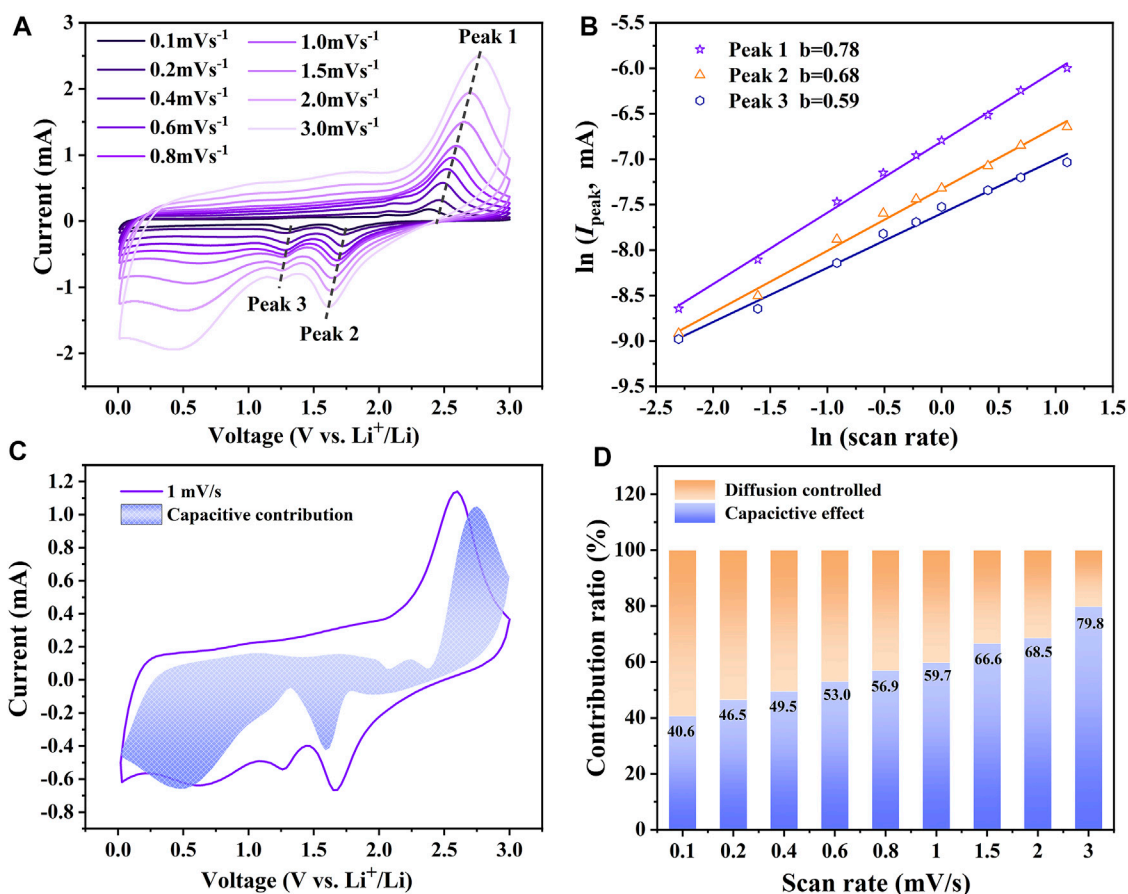 A
3
2
1
0
-1
-2
Current (mA)
0.1mVs⁻¹
0.2mVs⁻¹
0.4mVs⁻¹
0.6mVs⁻¹
0.8mVs⁻¹
1.0mVs⁻¹
1.5mVs⁻¹
2.0mVs⁻¹
3.0mVs⁻¹
Peak 1
Peak 3
Peak 2
0.0 0.5 1.0 1.5 2.0 2.5 3.0
Voltage (V vs. Li⁺/Li)
B
-5.5
-6.0
-6.5
-7.0
-7.5
-8.0
-8.5
-9.0
-9.5
ln (Ipeak, mA)
Peak 1 b=0.78
Peak 2 b=0.68
Peak 3 b=0.59
-2.5 -2.0 -1.5 -1.0 -0.5 0.0 0.5 1.0 1.5
ln (scan rate)
C
1.2
1.0
0.8
0.6
0.4
0.2
0.0
-0.2
-0.4
-0.6
-0.8
Current (mA)
1 mV/s
Capacitive contribution
0.0 0.5 1.0 1.5 2.0 2.5 3.0
Voltage (V vs. Li⁺/Li)
D
120
100
80
60
40
20
0
Contribution ratio (%)
Diffusion controlled
Capacictive effect
40.6
46.5
49.5
53.0
56.9
59.7
66.6
68.5
79.8
0.1 0.2 0.4 0.6 0.8 1 1.5 2 3
Scan rate (mV/s)